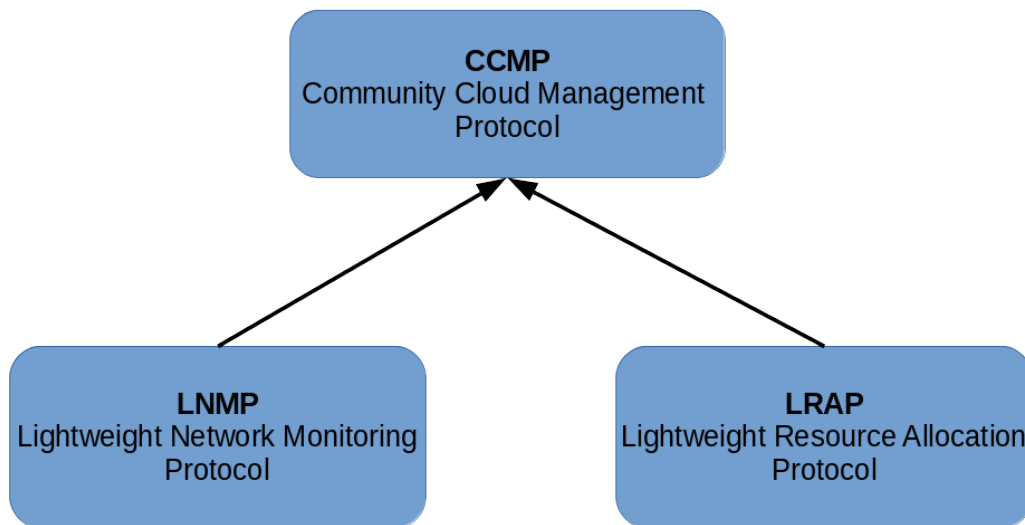 CCMP
Community Cloud Management
Protocol
LNMP
Lightweight Network Monitoring
Protocol
LRAP
Lightweight Resource Allocation
Protocol